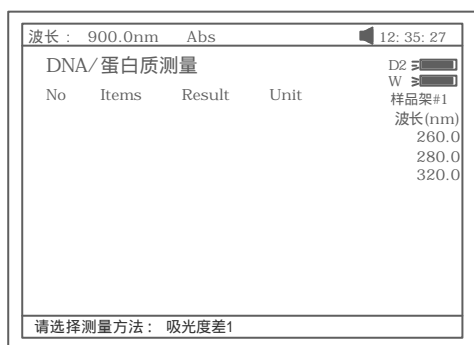 波长： 900.0nm Abs 12: 35: 27
DNA/蛋白质测量
D2
W
No Items Result Unit
样品架#1
波长(nm)
260.0
280.0
320.0
请选择测量方法： 吸光度差1